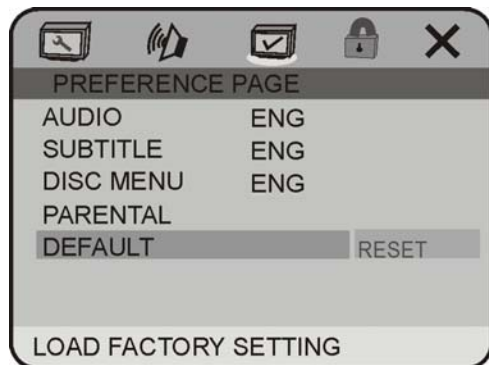 PREFERENCE PAGE
AUDIO ENG
SUBTITLE ENG
DISC MENU ENG
PARENTAL
DEFAULT RESET
LOAD FACTORY SETTING